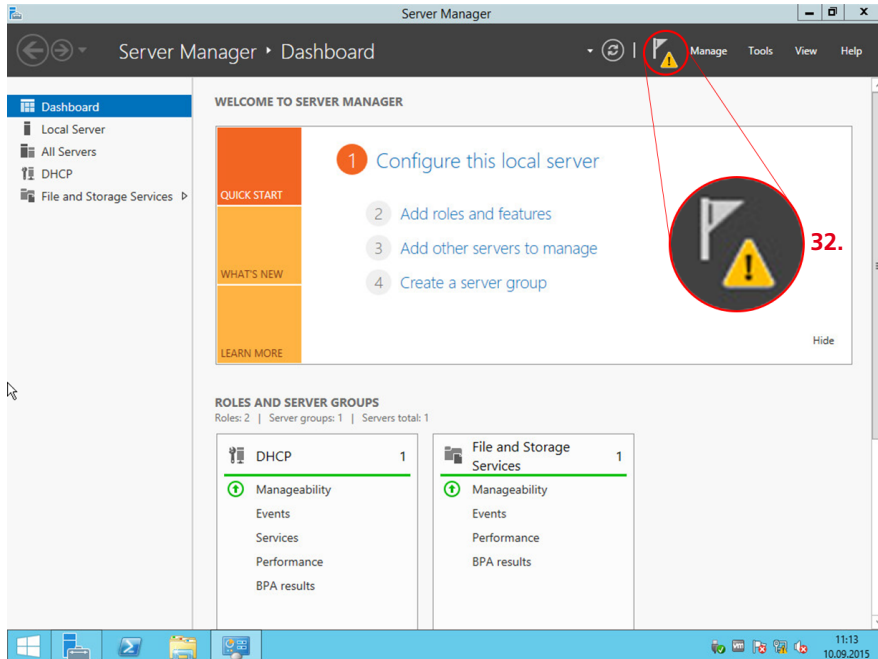 Server Manager
Server Manager • Dashboard
Manage Tools View Help
Dashboard
Local Server
All Servers
DHCP
File and Storage Services
WELCOME TO SERVER MANAGER
QUICK START
WHAT'S NEW
LEARN MORE
1 Configure this local server
2 Add roles and features
3 Add other servers to manage
4 Create a server group
32.
Hide
ROLES AND SERVER GROUPS
Roles: 2 | Server groups: 1 | Servers total: 1
DHCP 1
Manageability
Events
Services
Performance
BPA results
File and Storage
Services 1
Manageability
Events
Performance
BPA results
11:13
10.09.2015